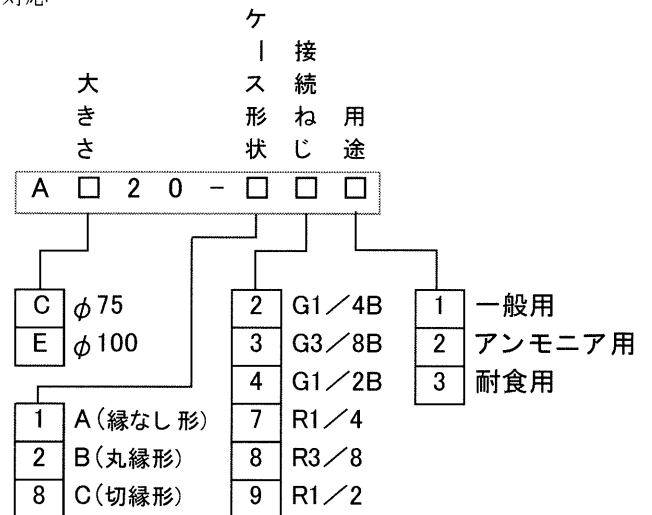 大きさ
ケース形状
接続ねじ
用途
A □ 2 0 - □ □ □
C φ75
E φ100
1 A(縁なし形)
2 B(丸縁形)
8 C(切縁形)
2 G1/4B
3 G3/8B
4 G1/2B
7 R1/4
8 R3/8
9 R1/2
1 一般用
2 アンモニア用
3 耐食用